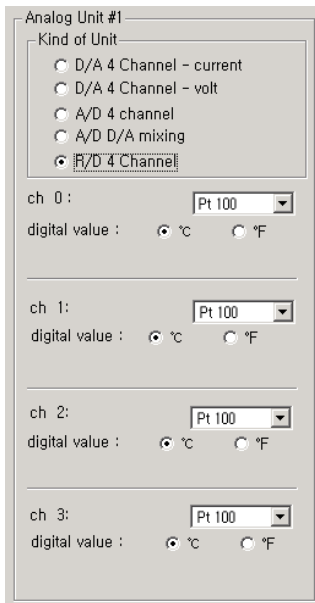 Analog Unit #1
Kind of Unit
D/A 4 Channel - current
D/A 4 Channel - volt
A/D 4 channel
A/D D/A mixing
R/D 4 Channel
ch 0 : Pt 100
digital value : ℃ ℉
ch 1: Pt 100
digital value : ℃ ℉
ch 2: Pt 100
digital value : ℃ ℉
ch 3: Pt 100
digital value : ℃ ℉